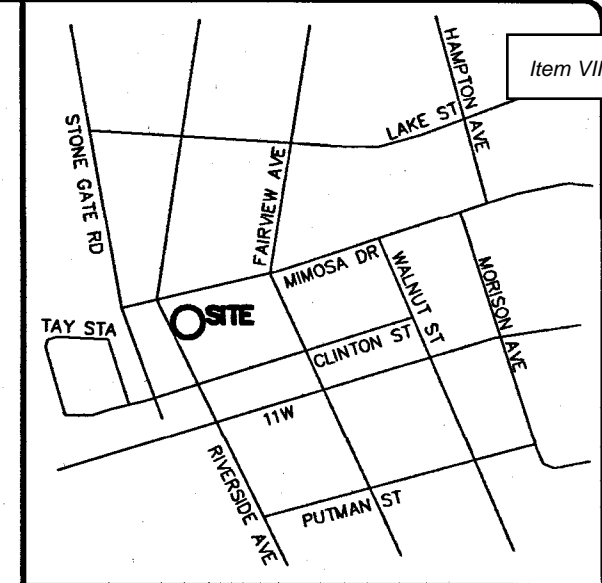 Item VII
HAMPTON AVE
LAKE ST
STONE GATE RD
FAIRVIEW AVE
MIMOSA DR
WALNUT ST
MORISON AVE
SITE
TAY STA
CLINTON ST
11W
RIVERSIDE AVE
PUTMAN ST